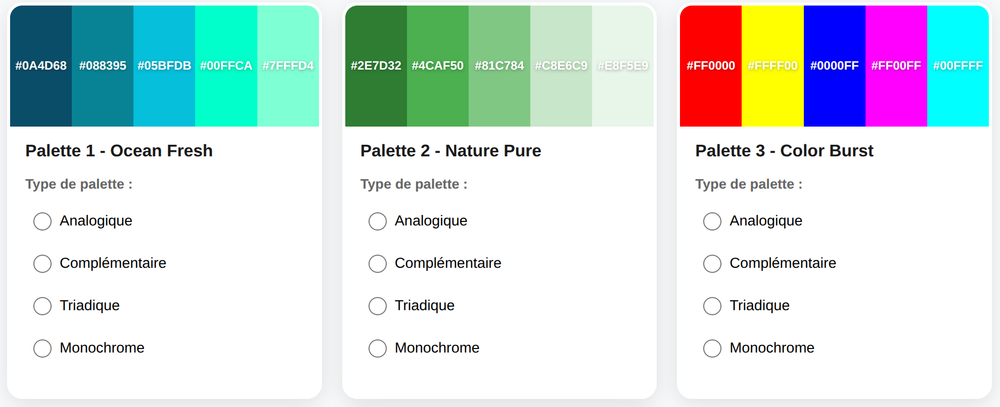 #0A4D68 #088395 #05BFDB #00FFCA #7FFFD4
Palette 1 - Ocean Fresh
Type de palette :
Analogique
Complémentaire
Triadique
Monochrome
#2E7D32 #4CAF50 #81C784 #C8E6C9 #E8F5E9
Palette 2 - Nature Pure
Type de palette :
Analogique
Complémentaire
Triadique
Monochrome
#FF0000 #FFFF00 #0000FF #FF00FF #00FFFF
Palette 3 - Color Burst
Type de palette :
Analogique
Complémentaire
Triadique
Monochrome